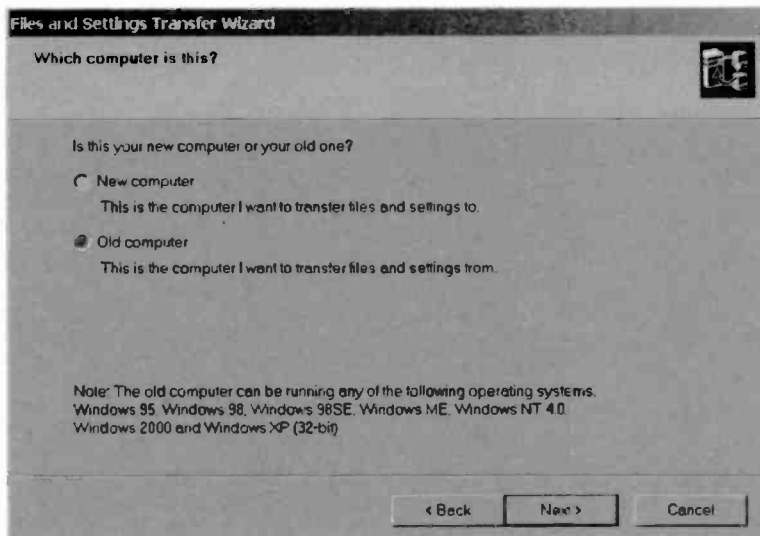 Files and Settings Transfer Wizard
Which computer is this?
Is this your new computer or your old one?
New computer
This is the computer I want to transfer files and settings to.
Old computer
This is the computer I want to transfer files and settings from.
Note: The old computer can be running any of the following operating systems.
Windows 95, Windows 98, Windows 98SE, Windows ME, Windows NT 4.0,
Windows 2000 and Windows XP (32-bit)
< Back
Next >
Cancel